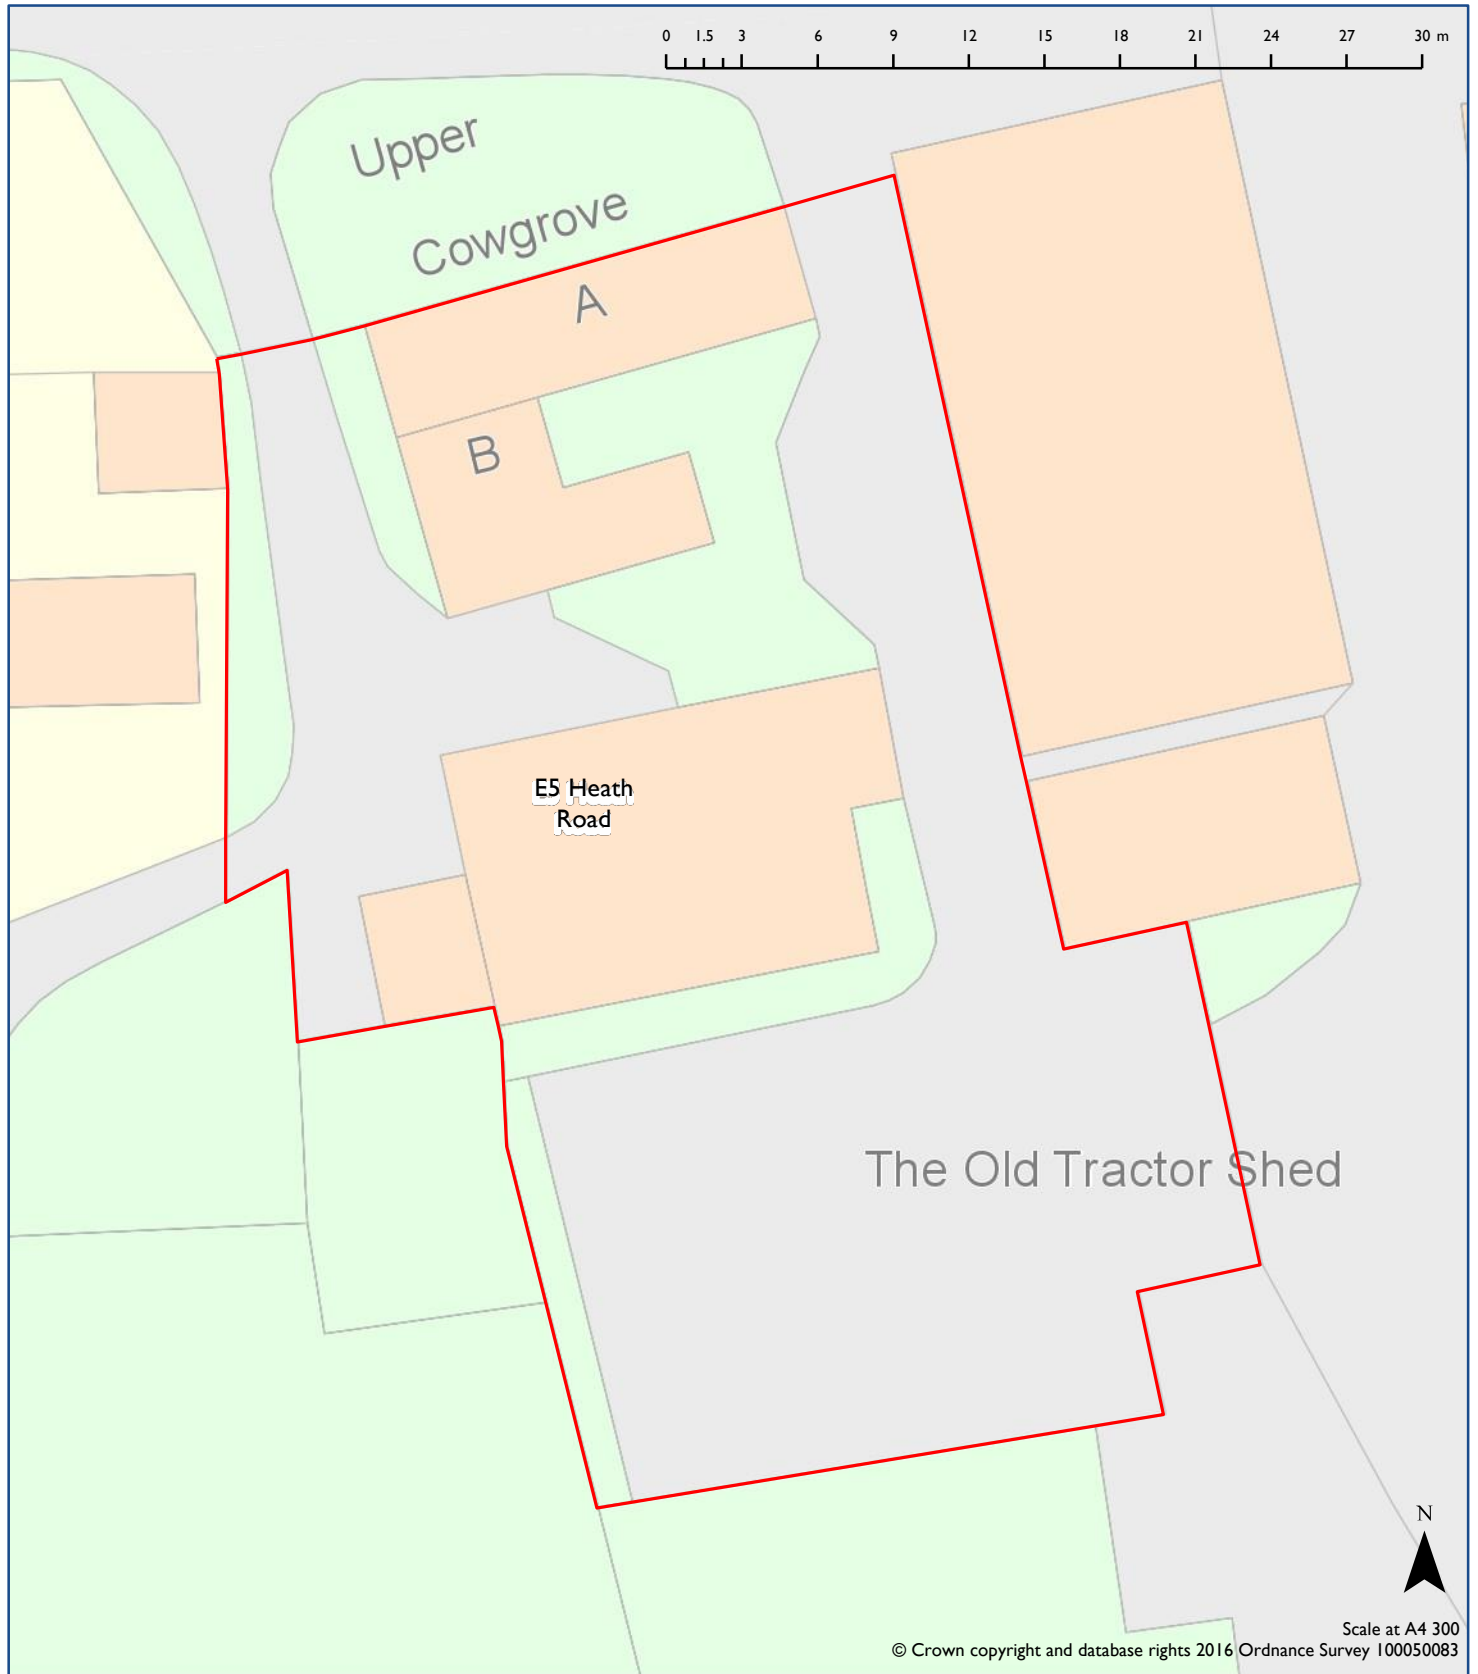 0 1.5 3 6 9 12 15 18 21 24 27 30 m
Upper
Cowgrove
A
B
E5 Heath
Road
The Old Tractor Shed
N
Scale at A4 300
© Crown copyright and database rights 2016 Ordnance Survey 100050083